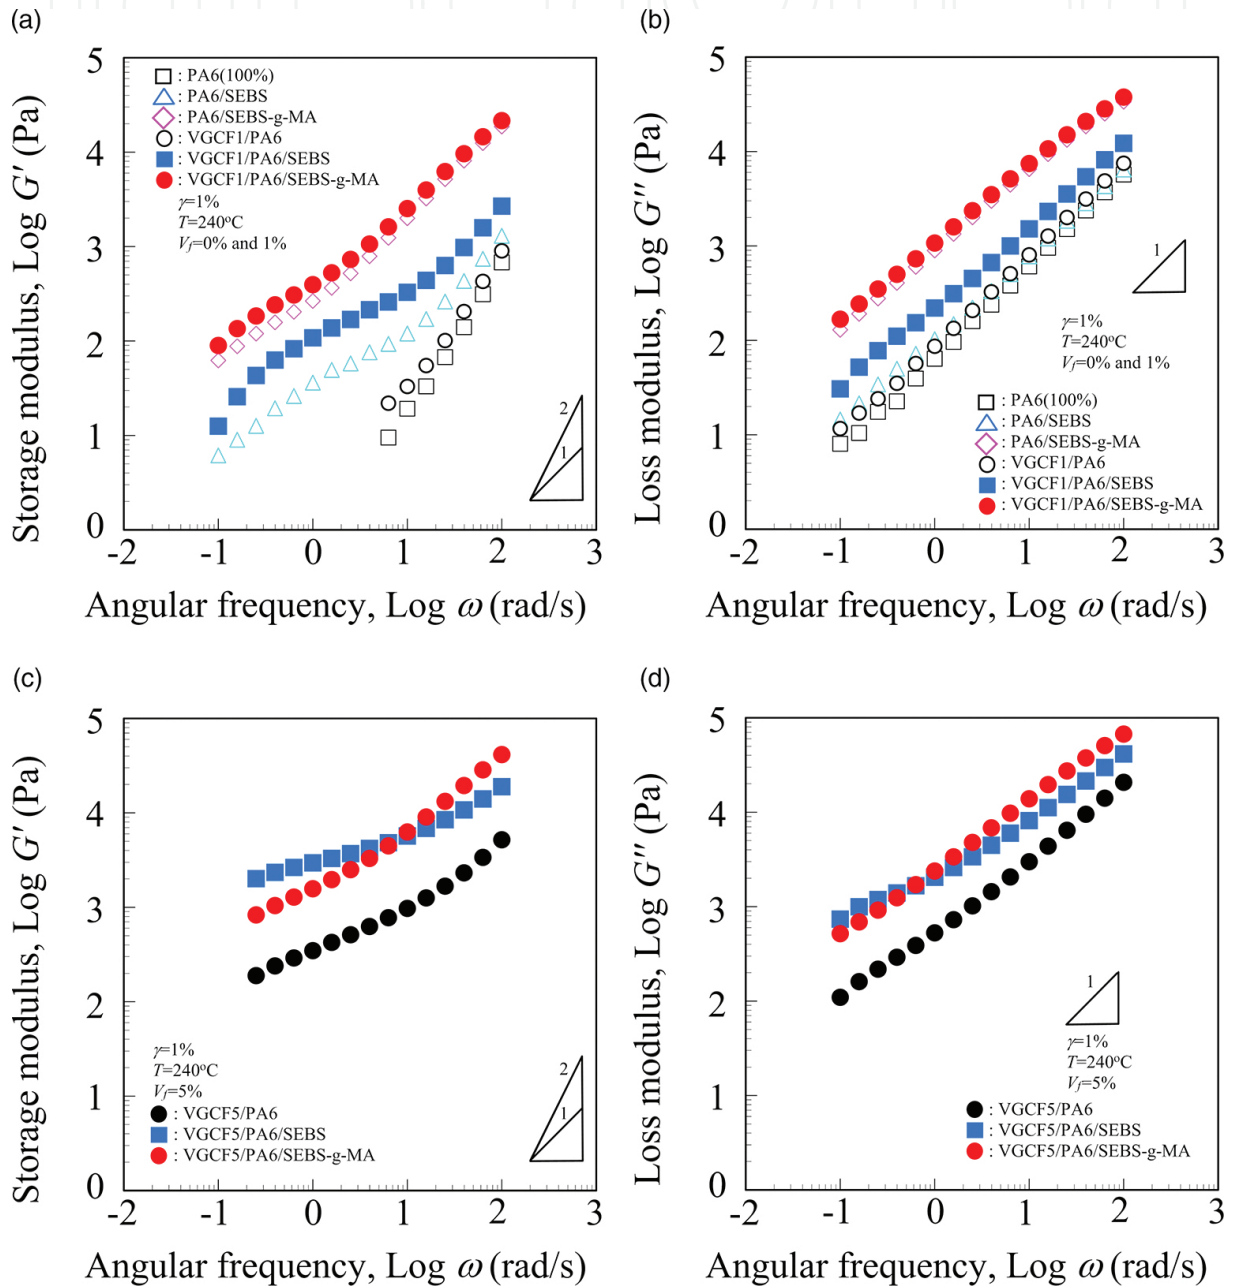 (a)
Storage modulus, Log G′ (Pa)
5
4
3
2
1
0
: PA6(100%)
: PA6/SEBS
: PA6/SEBS-g-MA
: VGCF1/PA6
: VGCF1/PA6/SEBS
: VGCF1/PA6/SEBS-g-MA
γ=1%
T=240°C
Vf=0% and 1%
2
1
-2
-1
0
1
2
3
Angular frequency, Log ω (rad/s)
(b)
Loss modulus, Log G″ (Pa)
5
4
3
2
1
0
1
γ=1%
T=240°C
Vf=0% and 1%
: PA6(100%)
: PA6/SEBS
: PA6/SEBS-g-MA
: VGCF1/PA6
: VGCF1/PA6/SEBS
: VGCF1/PA6/SEBS-g-MA
-2
-1
0
1
2
3
Angular frequency, Log ω (rad/s)
(c)
Storage modulus, Log G′ (Pa)
5
4
3
2
1
0
γ=1%
T=240°C
Vf=5%
: VGCF5/PA6
: VGCF5/PA6/SEBS
: VGCF5/PA6/SEBS-g-MA
2
1
-2
-1
0
1
2
3
Angular frequency, Log ω (rad/s)
(d)
Loss modulus, Log G″ (Pa)
5
4
3
2
1
0
1
γ=1%
T=240°C
Vf=5%
: VGCF5/PA6
: VGCF5/PA6/SEBS
: VGCF5/PA6/SEBS-g-MA
-2
-1
0
1
2
3
Angular frequency, Log ω (rad/s)